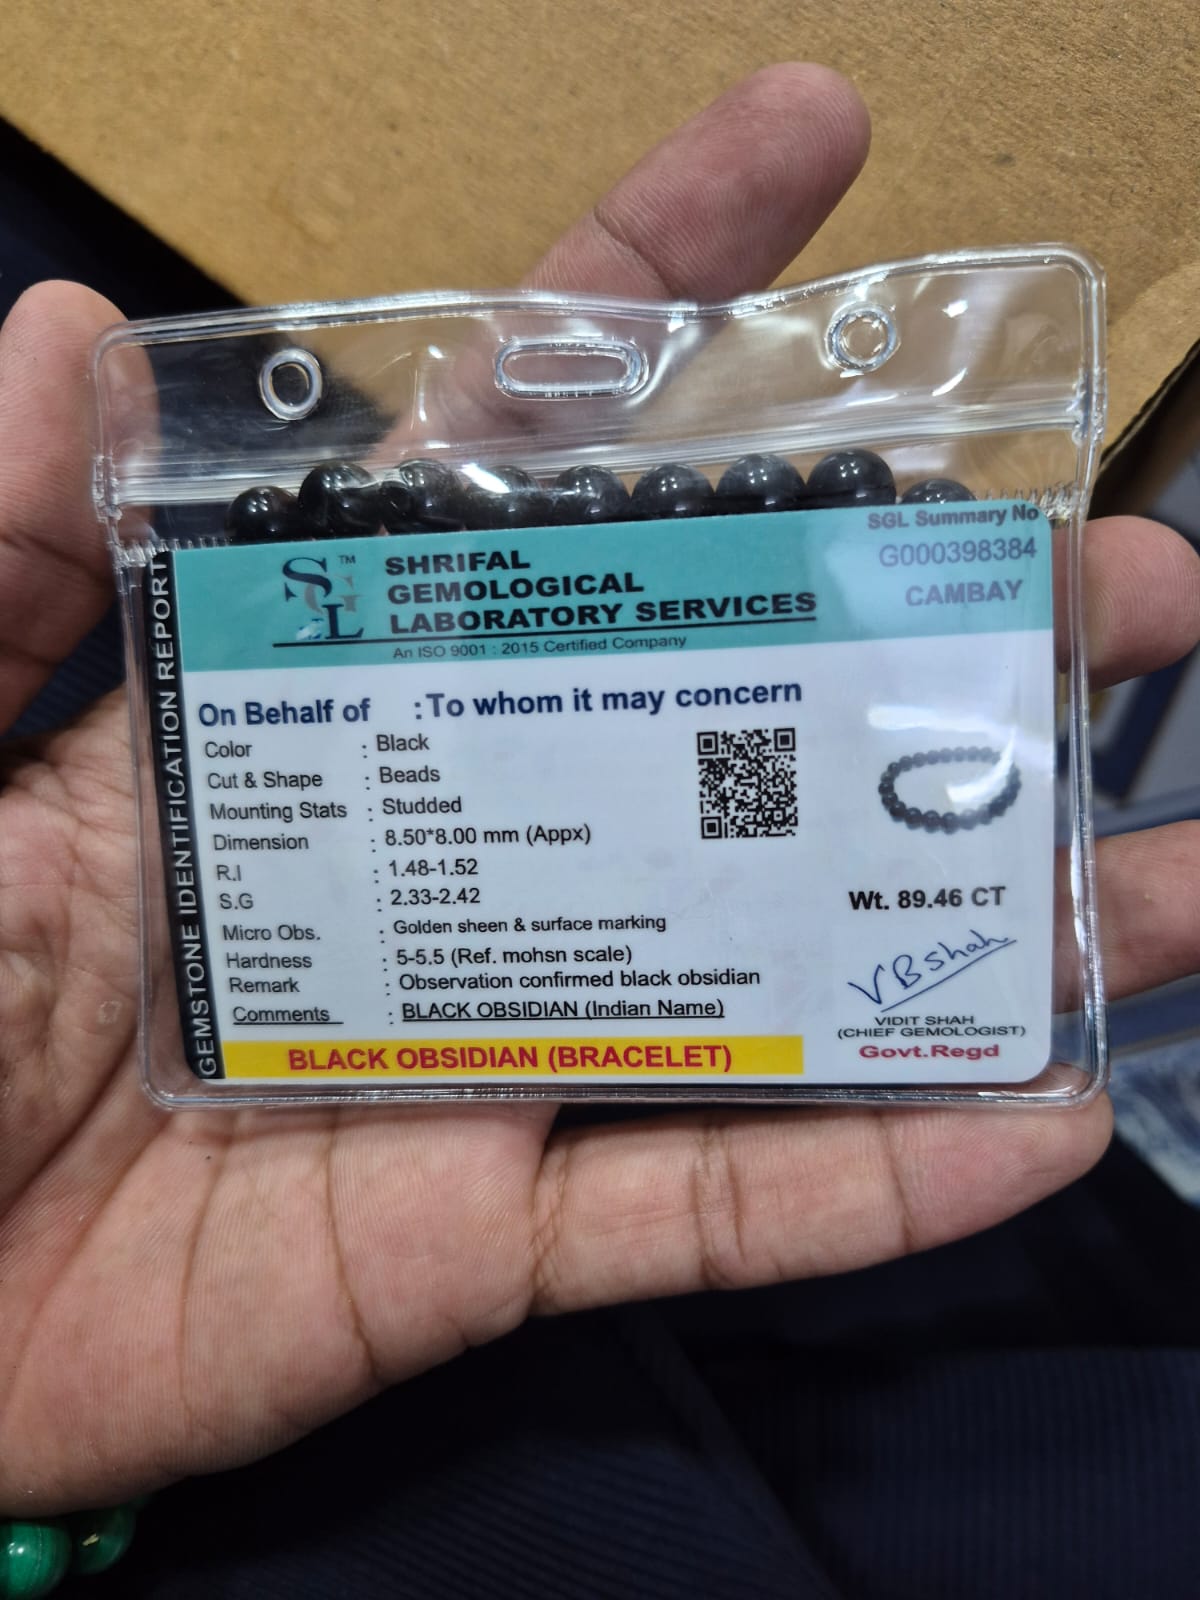 SGL Summary No
G000398384
CAMBAY
SGL™
SHRIFAL
GEMOLOGICAL
LABORATORY SERVICES
An ISO 9001 : 2015 Certified Company
GEMSTONE IDENTIFICATION REPORT
On Behalf of : To whom it may concern
Color : Black
Cut & Shape : Beads
Mounting Stats : Studded
Dimension : 8.50*8.00 mm (Appx)
R.I : 1.48-1.52
S.G : 2.33-2.42
Micro Obs. : Golden sheen & surface marking
Hardness : 5-5.5 (Ref. mohsn scale)
Remark : Observation confirmed black obsidian
Comments : BLACK OBSIDIAN (Indian Name)
BLACK OBSIDIAN (BRACELET)
Wt. 89.46 CT
VBShah
VIDIT SHAH
(CHIEF GEMOLOGIST)
Govt.Regd